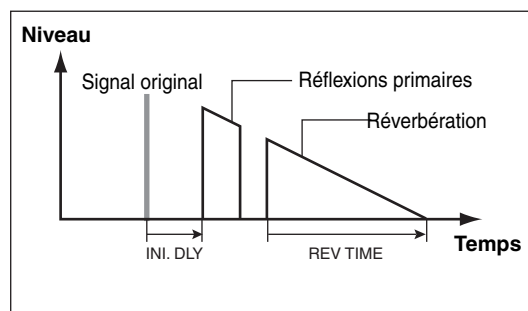 Niveau
Signal original
Réflexions primaires
Réverbération
Temps
INI. DLY
REV TIME